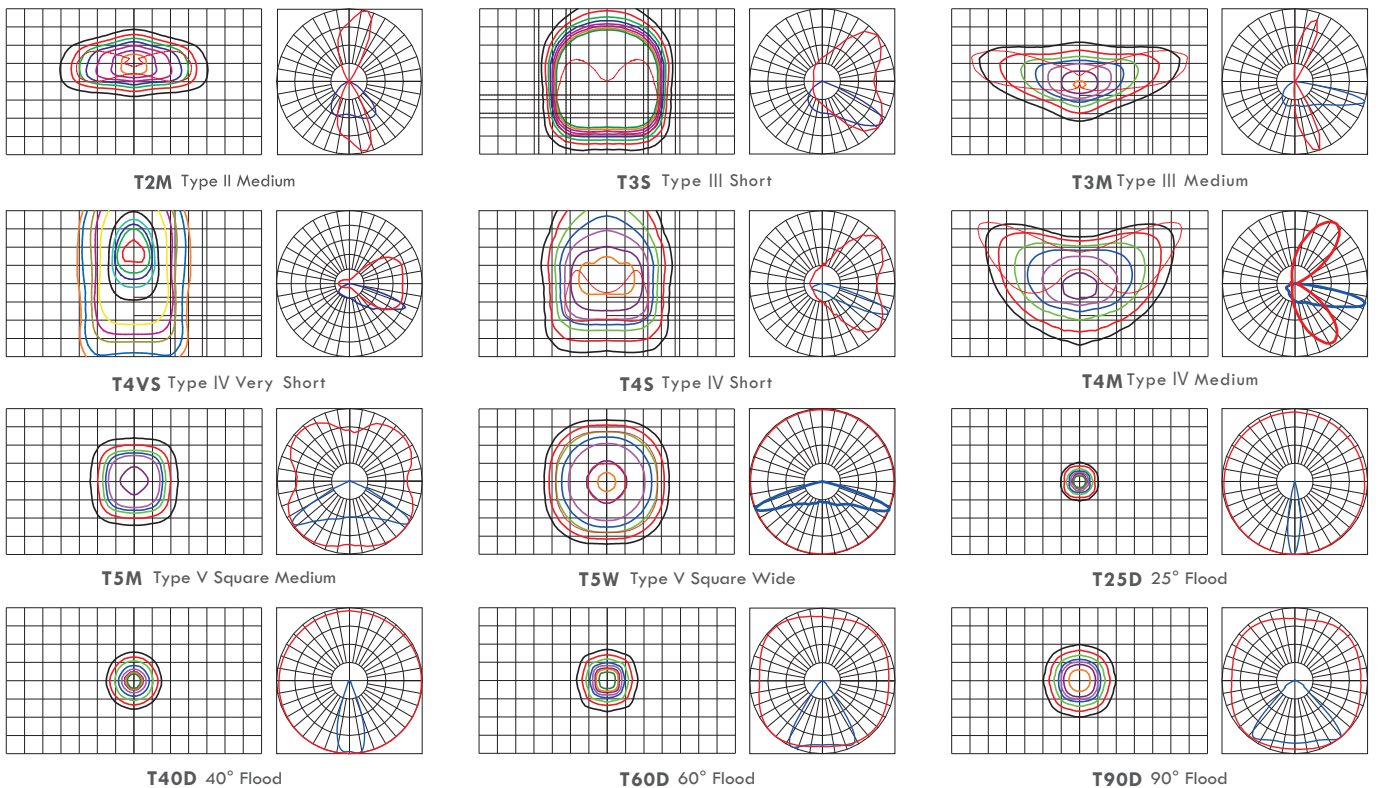 T2M Type II Medium
T3S Type III Short
T3M Type III Medium
T4VS Type IV Very Short
T4S Type IV Short
T4M Type IV Medium
T5M Type V Square Medium
T5W Type V Square Wide
T25D 25° Flood
T40D 40° Flood
T60D 60° Flood
T90D 90° Flood